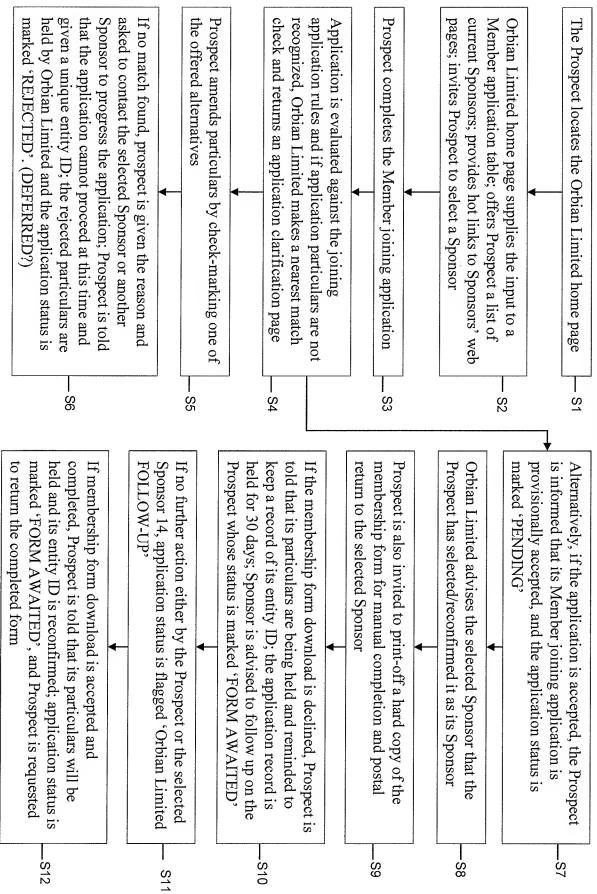 The Prospect locates the Orbian Limited home page
S1
Orbian Limited home page supplies the input to a
Member application table; offers Prospect a list of
current Sponsors; provides hot links to Sponsors' web
pages; invites Prospect to select a Sponsor
S2
Prospect completes the Member joining application
S3
Application is evaluated against the joining
application rules and if application particulars are not
recognized, Orbian Limited makes a nearest match
check and returns an application clarification page
S4
Prospect amends particulars by check-marking one of
the offered alternatives
S5
If no match found, prospect is given the reason and
asked to contact the selected Sponsor or another
Sponsor to progress the application; Prospect is told
that the application cannot proceed at this time and
given a unique entity ID; the rejected particulars are
held by Orbian Limited and the application status is
marked 'REJECTED'. (DEFERRED?)
S6
Alternatively, if the application is accepted, the Prospect
is informed that its Member joining application is
provisionally accepted, and the application status is
marked 'PENDING'
S7
Orbian Limited advises the selected Sponsor that the
Prospect has selected/reconfirmed it as its Sponsor
S8
Prospect is also invited to print-off a hard copy of the
membership form for manual completion and postal
return to the selected Sponsor
S9
If the membership form download is declined, Prospect is
told that its particulars are being held and reminded to
keep a record of its entity ID; the application record is
held for 30 days; Sponsor is advised to follow up on the
Prospect whose status is marked 'FORM AWAITED'
S10
If no further action either by the Prospect or the selected
Sponsor 14, application status is flagged 'Orbian Limited
FOLLOW-UP'
S11
If membership form download is accepted and
completed, Prospect is told that its particulars will be
held and its entity ID is reconfirmed; application status is
marked 'FORM AWAITED', and Prospect is requested
to return the completed form
S12